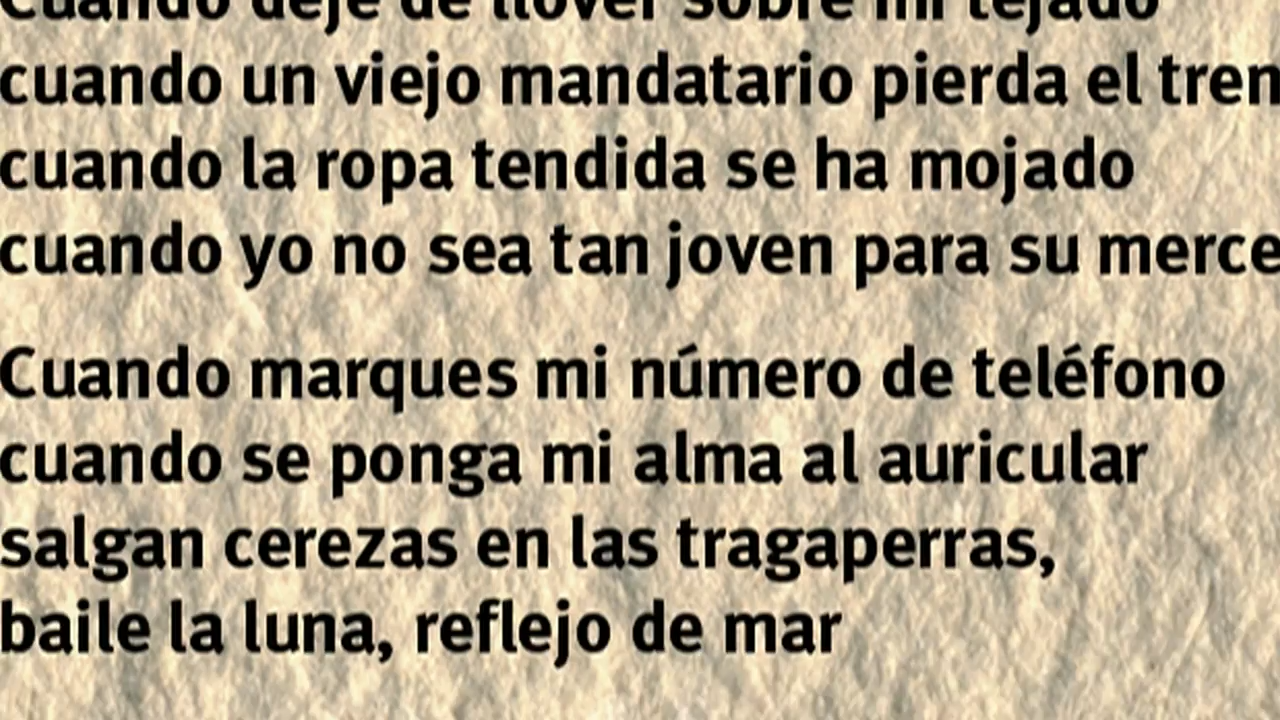 Cuando deje de llover sobre mi tejado
cuando un viejo mandatario pierda el tren
cuando la ropa tendida se ha mojado
cuando yo no sea tan joven para su merce
Cuando marques mi número de teléfono
cuando se ponga mi alma al auricular
salgan cerezas en las tragaperras,
baile la luna, reflejo de mar